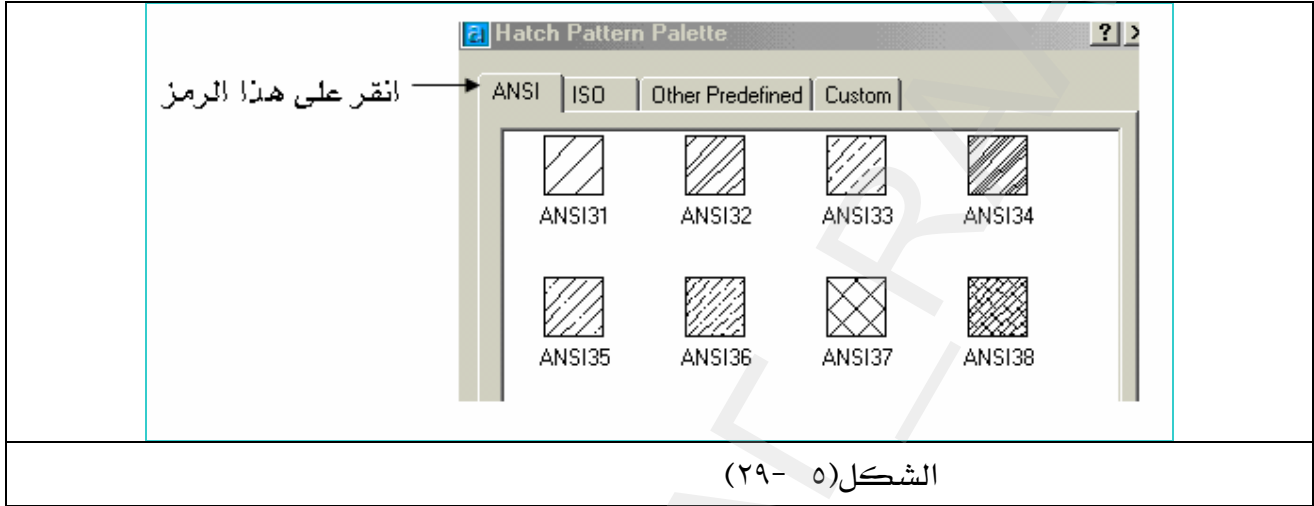 Hatch Pattern Palette
انقر على هذا الرمز
ANSI ISO Other Predefined Custom
ANSI31 ANSI32 ANSI33 ANSI34
ANSI35 ANSI36 ANSI37 ANSI38
الشكل(٥ -٢٩)